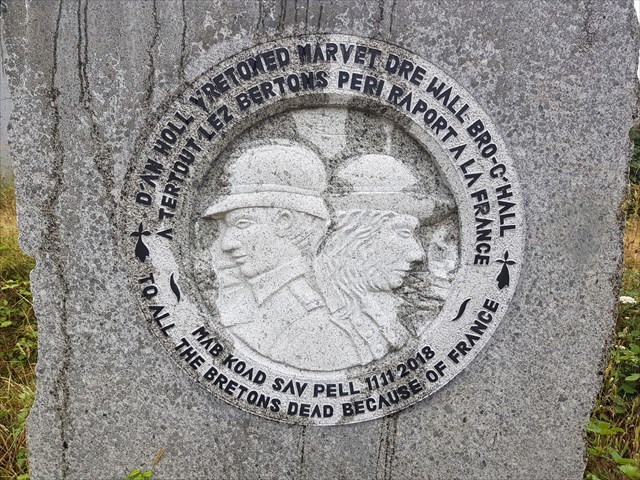 D'AN HOLL VRETONED MARVET DRE WALL BRO-C'HALL
A TERTOUT LEZ BERTONS PERI RAPORT A LA FRANCE
MAB KOAD SAV PELL 11.11 2018
TO ALL THE BRETONS DEAD BECAUSE OF FRANCE